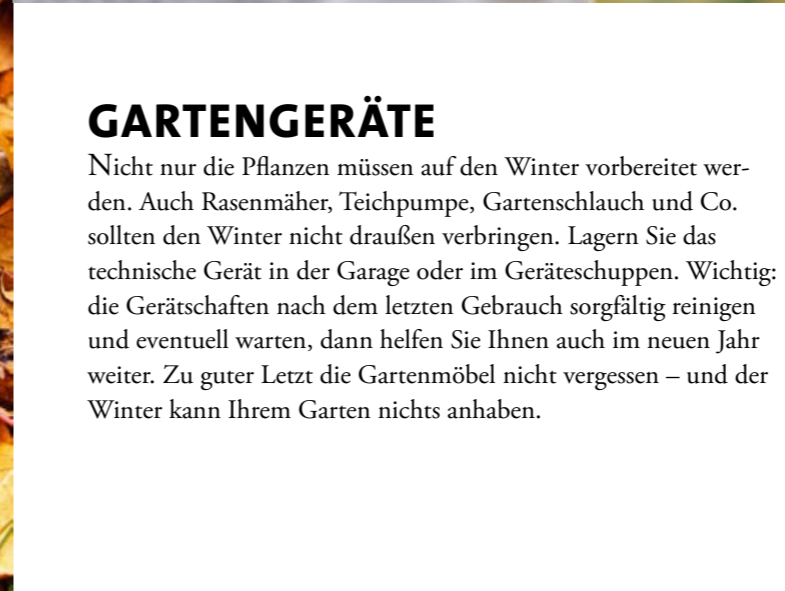 GARTENGERÄTE
Nicht nur die Pflanzen müssen auf den Winter vorbereitet wer-
den. Auch Rasenmäher, Teichpumpe, Gartenschlauch und Co.
sollten den Winter nicht draußen verbringen. Lagern Sie das
technische Gerät in der Garage oder im Geräteschuppen. Wichtig:
die Gerätschaften nach dem letzten Gebrauch sorgfältig reinigen
und eventuell warten, dann helfen Sie Ihnen auch im neuen Jahr
weiter. Zu guter Letzt die Gartenmöbel nicht vergessen – und der
Winter kann Ihrem Garten nichts anhaben.